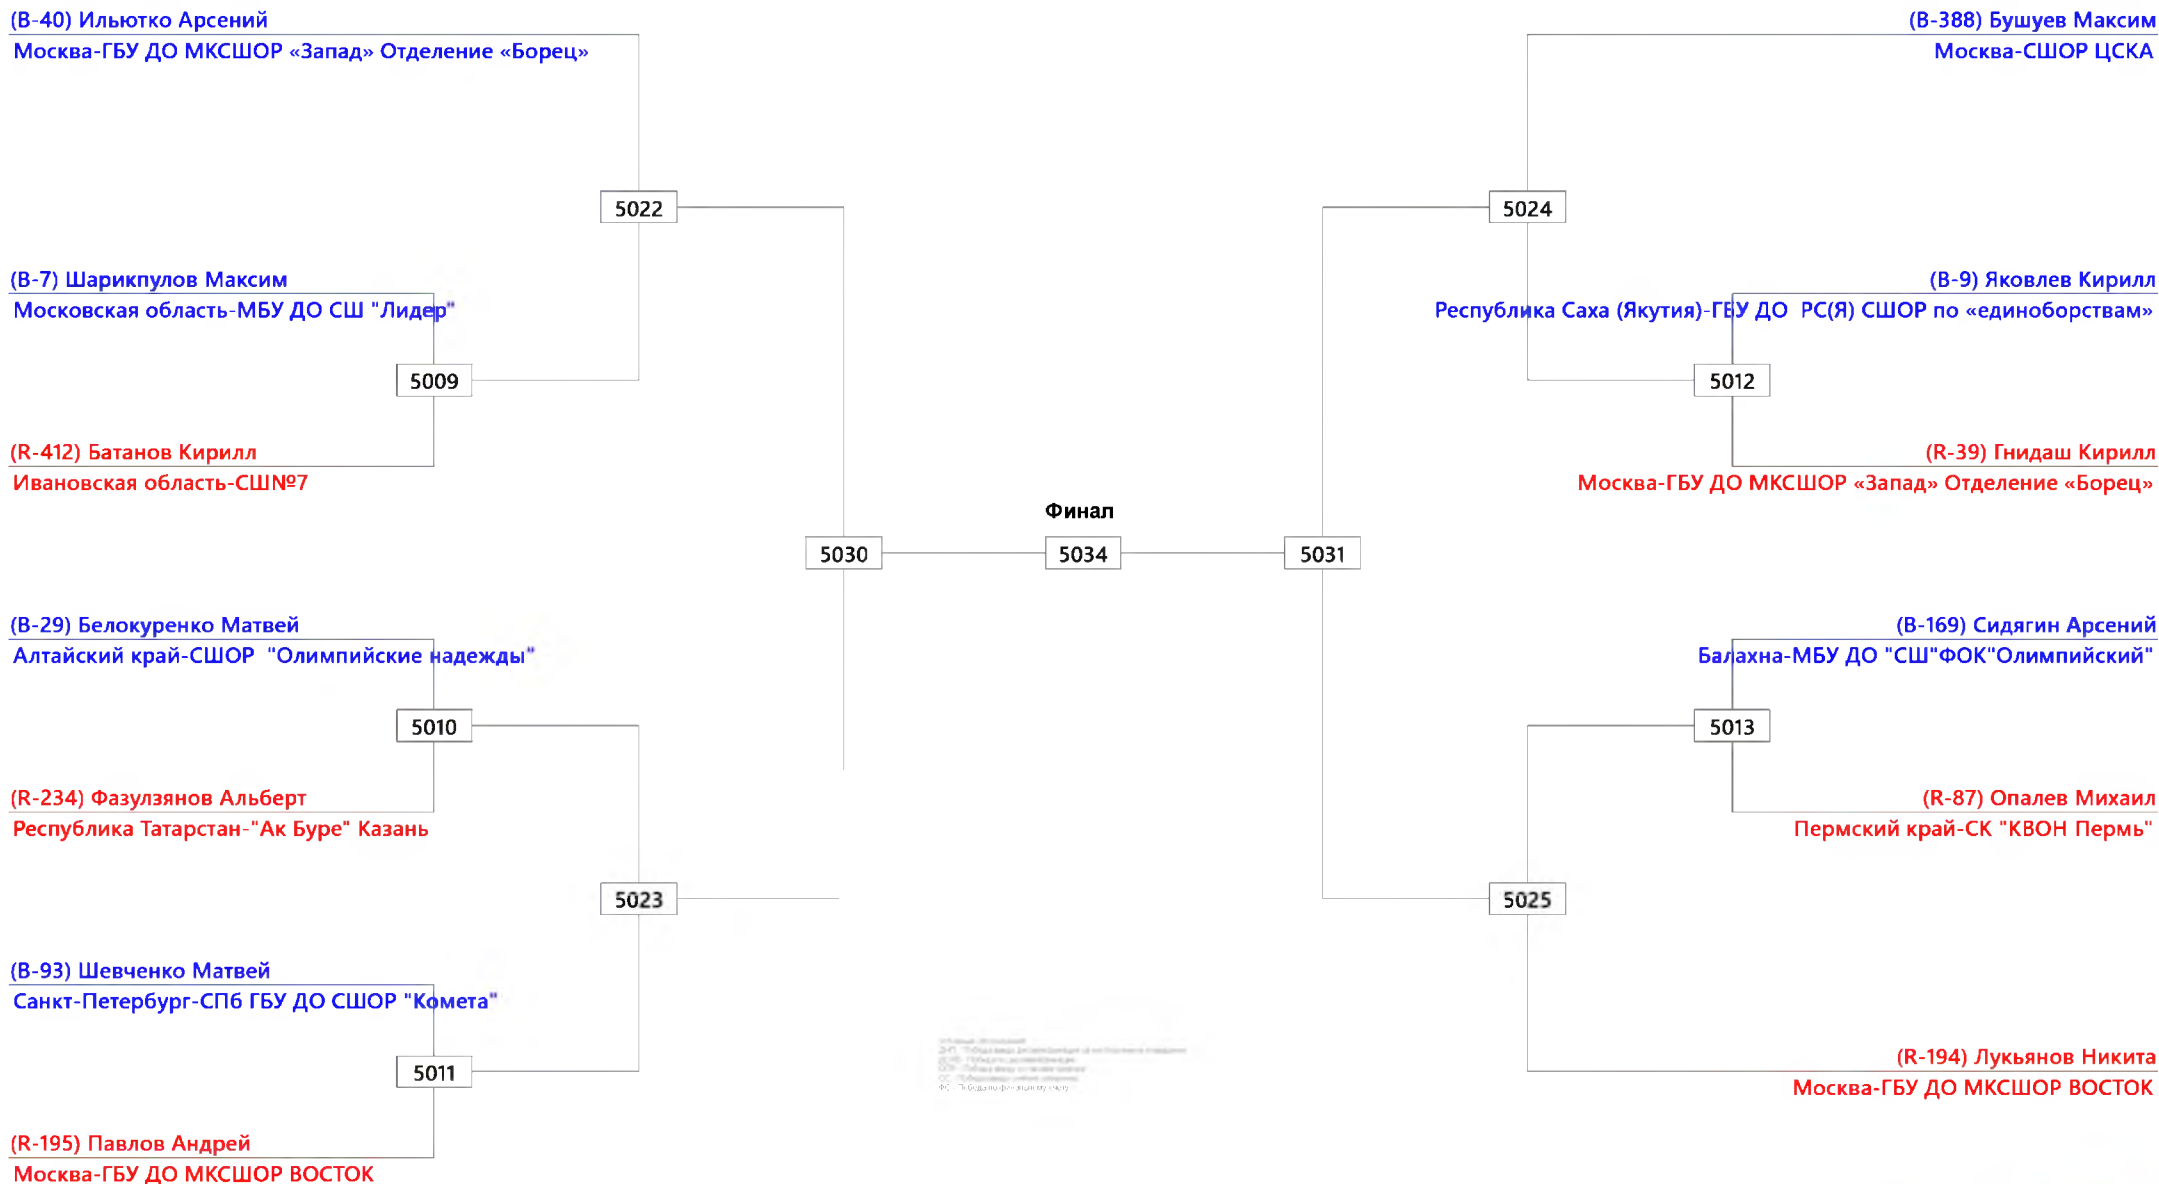 (B-40) Ильютко Арсений
Москва-ГБУ ДО МКСШОР «Запад» Отделение «Борец»
5022
(B-7) Шарикпулов Максим
Московская область-МБУ ДО СШ "Лидер"
5009
(R-412) Батанов Кирилл
Ивановская область-СШ№7
(B-29) Белокуренко Матвей
Алтайский край-СШОР "Олимпийские надежды"
5010
(R-234) Фазулзянов Альберт
Республика Татарстан-"Ак Буре" Казань
5023
(B-93) Шевченко Матвей
Санкт-Петербург-СПб ГБУ ДО СШОР "Комета"
5011
(R-195) Павлов Андрей
Москва-ГБУ ДО МКСШОР ВОСТОК
5030
Финал
5034
5031
(B-388) Бушуев Максим
Москва-СШОР ЦСКА
5024
(B-9) Яковлев Кирилл
Республика Саха (Якутия)-ГБУ ДО РС(Я) СШОР по «единоборствам»
5012
(R-39) Гнидаш Кирилл
Москва-ГБУ ДО МКСШОР «Запад» Отделение «Борец»
(B-169) Сидягин Арсений
Балахна-МБУ ДО "СШ"ФОК"Олимпийский"
5013
(R-87) Опалев Михаил
Пермский край-СК "КВОН Пермь"
5025
(R-194) Лукьянов Никита
Москва-ГБУ ДО МКСШОР ВОСТОК